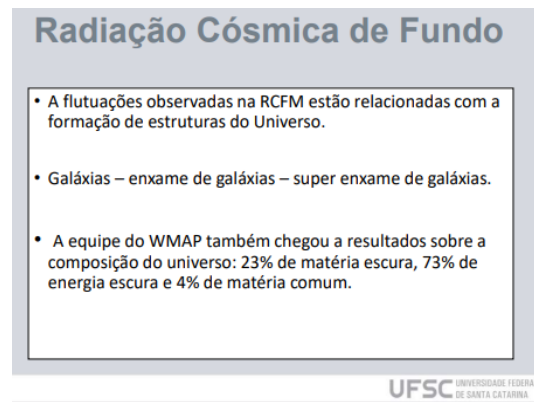 Radiação Cósmica de Fundo
• A flutuações observadas na RCFM estão relacionadas com a
formação de estruturas do Universo.
• Galáxias – enxame de galáxias – super enxame de galáxias.
• A equipe do WMAP também chegou a resultados sobre a
composição do universo: 23% de matéria escura, 73% de
energia escura e 4% de matéria comum.
UFSC UNIVERSIDADE FEDERA
DE SANTA CATARINA